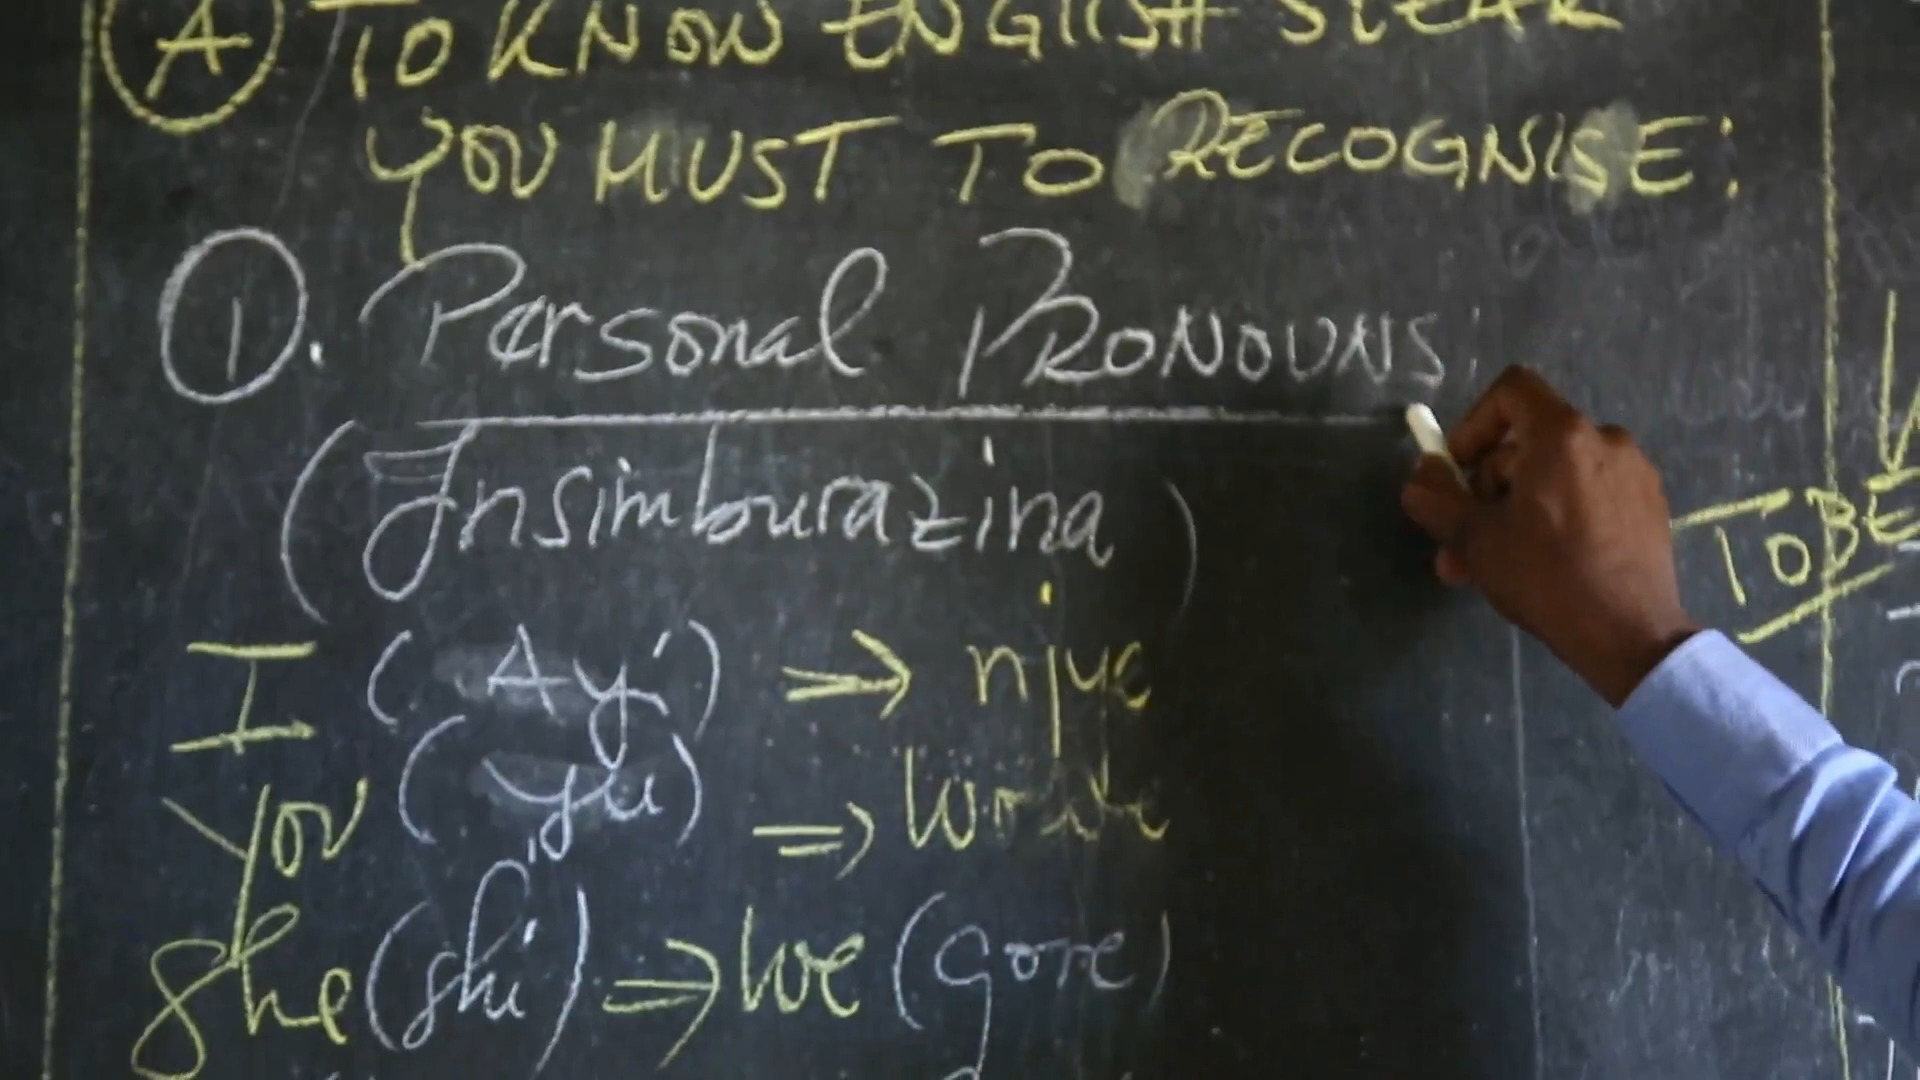 A TO KNOW ENGLISH SPEAK
YOU MUST TO RECOGNISE:
1. Personal PRONOUNS:
(Insimburazina)
I (Ay) => njye
You (yu) =>
She (shi) => We (gore)
TO BE